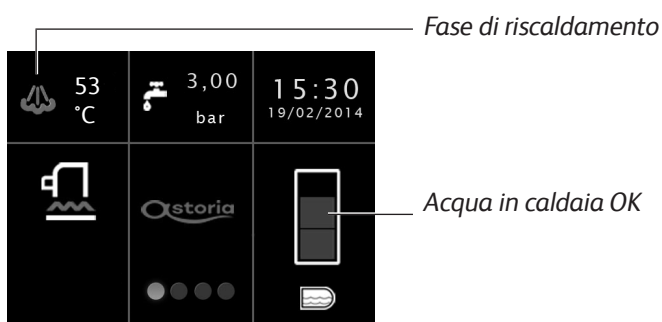 Fase di riscaldamento
53
°C
3,00
bar
15:30
19/02/2014
astoria
Acqua in caldaia OK